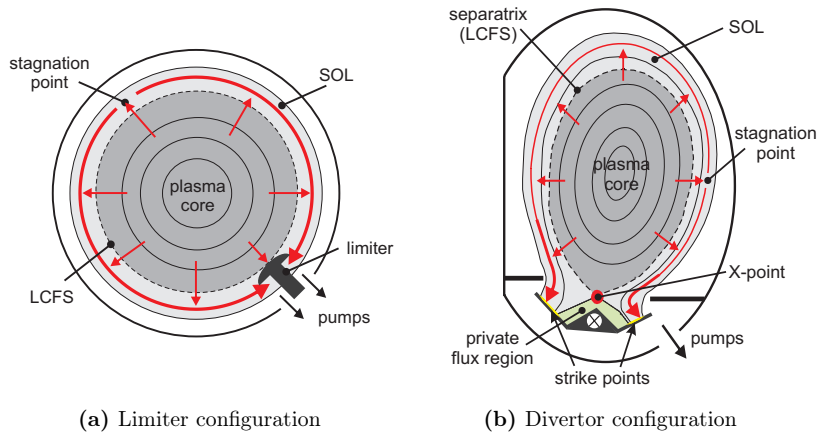 stagnation
point
SOL
plasma
core
limiter
LCFS
pumps
(a) Limiter configuration
separatrix
(LCFS)
SOL
stagnation
point
plasma
core
X-point
private
flux region
pumps
strike points
(b) Divertor configuration